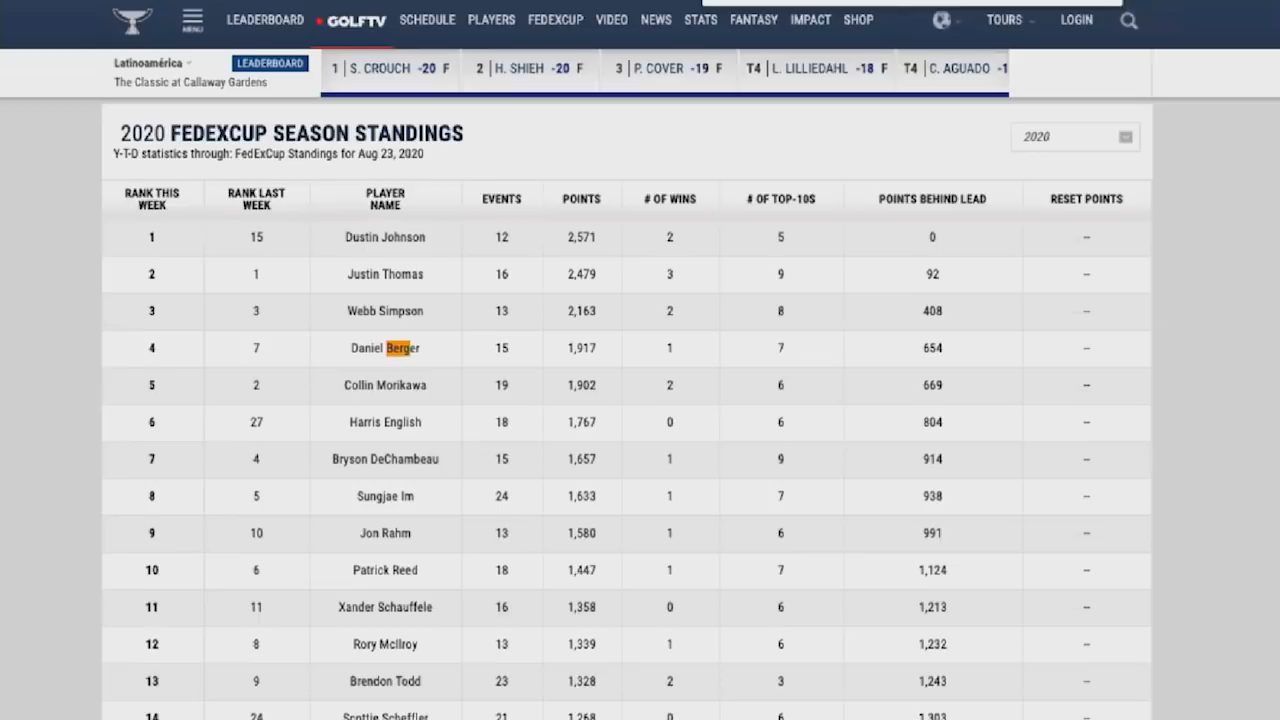 MENU
LEADERBOARD GOLFTV SCHEDULE PLAYERS FEDEXCUP VIDEO NEWS STATS FANTASY IMPACT SHOP TOURS LOGIN
Latinoamérica LEADERBOARD 1 S. CROUCH -20 F 2 H. SHIEH -20 F 3 P. COVER -19 F T4 L. LILLIEDAHL -18 F T4 C. AGUADO -1
The Classic at Callaway Gardens
2020 FEDEXCUP SEASON STANDINGS
Y-T-D statistics through: FedExCup Standings for Aug 23, 2020
2020
RANK THIS WEEK RANK LAST WEEK PLAYER NAME EVENTS POINTS # OF WINS # OF TOP-10S POINTS BEHIND LEAD RESET POINTS
1 15 Dustin Johnson 12 2,571 2 5 0 --
2 1 Justin Thomas 16 2,479 3 9 92 --
3 3 Webb Simpson 13 2,163 2 8 408 --
4 7 Daniel Berger 15 1,917 1 7 654 --
5 2 Collin Morikawa 19 1,902 2 6 669 --
6 27 Harris English 18 1,767 0 6 804 --
7 4 Bryson DeChambeau 15 1,657 1 9 914 --
8 5 Sungjae Im 24 1,633 1 7 938 --
9 10 Jon Rahm 13 1,580 1 6 991 --
10 6 Patrick Reed 18 1,447 1 7 1,124 --
11 11 Xander Schauffele 16 1,358 0 6 1,213 --
12 8 Rory McIlroy 13 1,339 1 6 1,232 --
13 9 Brendon Todd 23 1,328 2 3 1,243 --
14 24 Scottie Scheffler 21 1,268 0 6 1,303 --